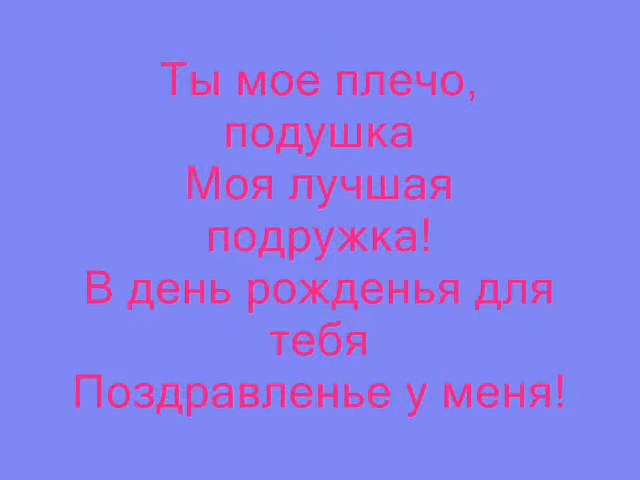 Ты мое плечо,
подушка
Моя лучшая
подружка!
В день рожденья для
тебя
Поздравленье у меня!